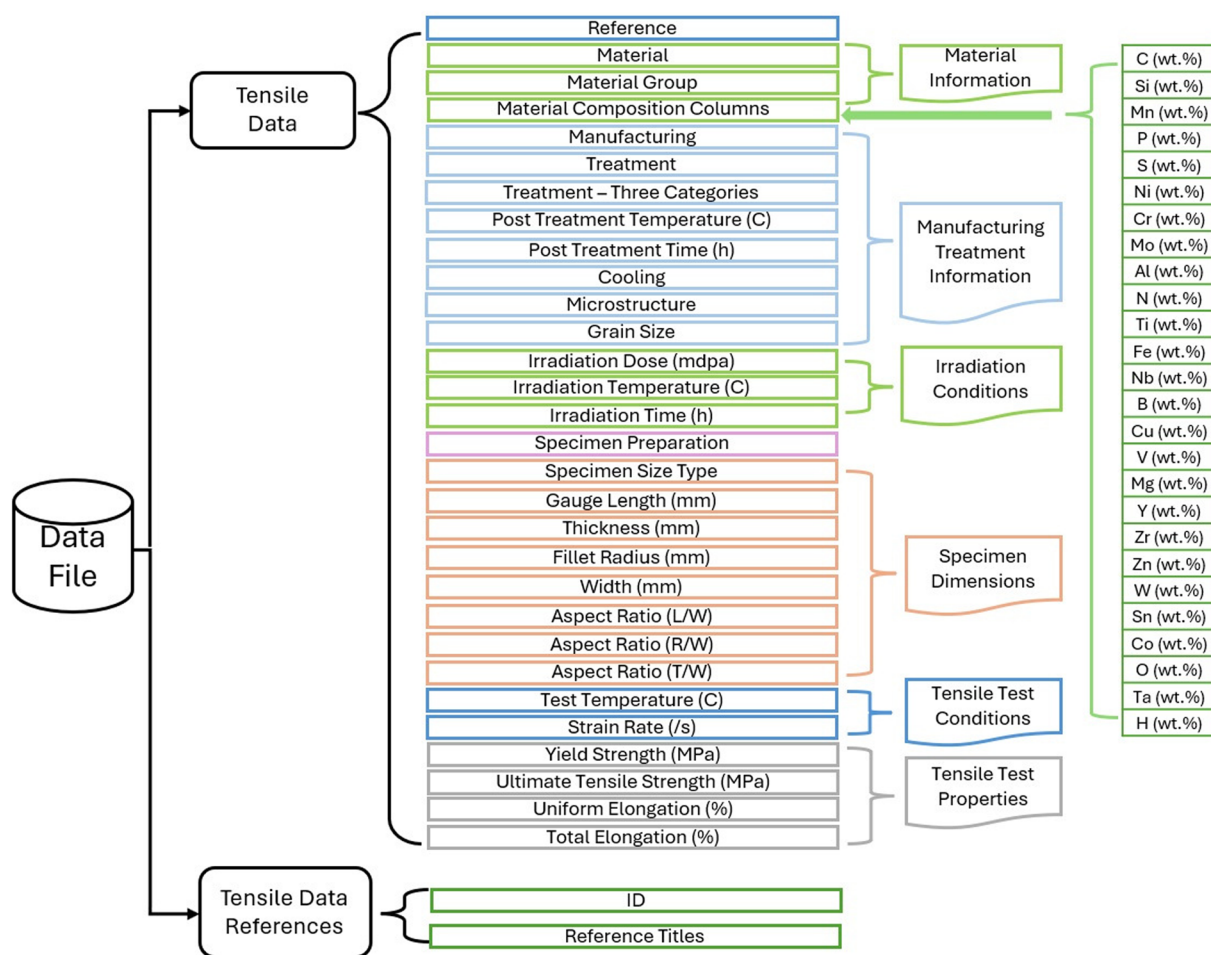 Data
File
Tensile
Data
Reference
Material
Material Group
Material Composition Columns
Manufacturing
Treatment
Treatment – Three Categories
Post Treatment Temperature (C)
Post Treatment Time (h)
Cooling
Microstructure
Grain Size
Irradiation Dose (mdpa)
Irradiation Temperature (C)
Irradiation Time (h)
Specimen Preparation
Specimen Size Type
Gauge Length (mm)
Thickness (mm)
Fillet Radius (mm)
Width (mm)
Aspect Ratio (L/W)
Aspect Ratio (R/W)
Aspect Ratio (T/W)
Test Temperature (C)
Strain Rate (/s)
Yield Strength (MPa)
Ultimate Tensile Strength (MPa)
Uniform Elongation (%)
Total Elongation (%)
Material
Information
Manufacturing
Treatment
Information
Irradiation
Conditions
Specimen
Dimensions
Tensile Test
Conditions
Tensile Test
Properties
C (wt.%)
Si (wt.%)
Mn (wt.%)
P (wt.%)
S (wt.%)
Ni (wt.%)
Cr (wt.%)
Mo (wt.%)
Al (wt.%)
N (wt.%)
Ti (wt.%)
Fe (wt.%)
Nb (wt.%)
B (wt.%)
Cu (wt.%)
V (wt.%)
Mg (wt.%)
Y (wt.%)
Zr (wt.%)
Zn (wt.%)
W (wt.%)
Sn (wt.%)
Co (wt.%)
O (wt.%)
Ta (wt.%)
H (wt.%)
Tensile Data
References
ID
Reference Titles